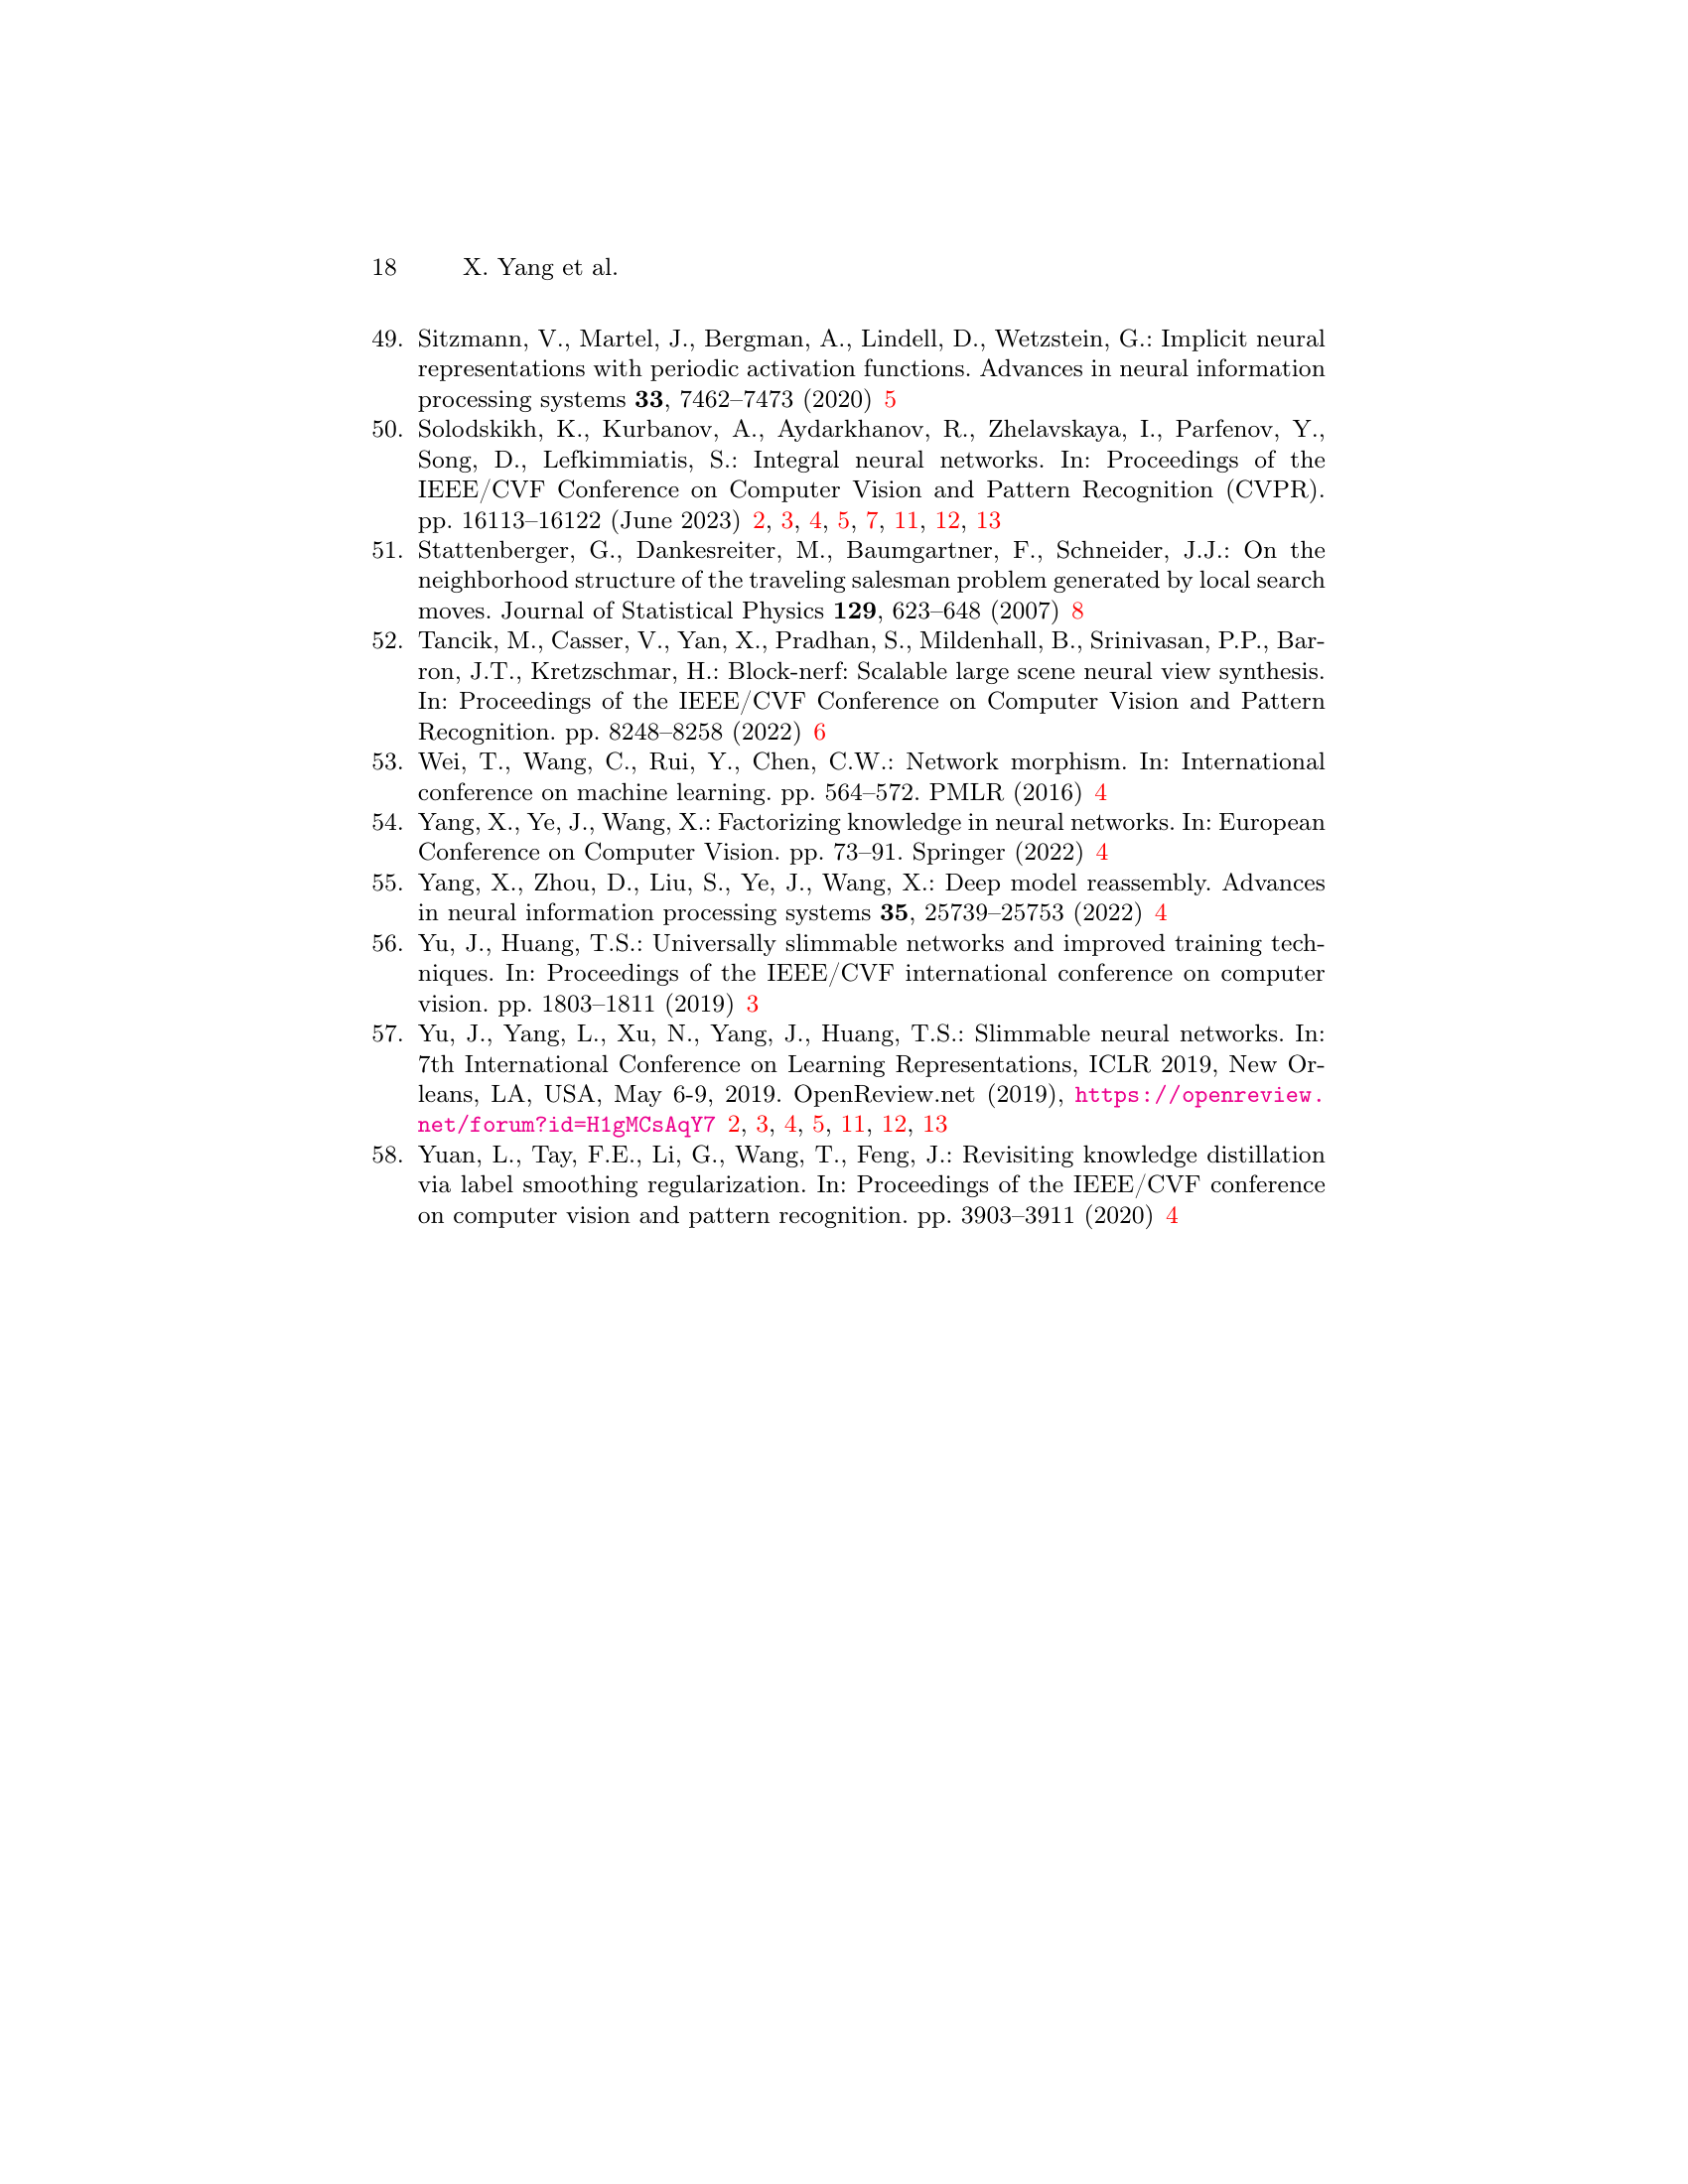 18 X. Yang et al.
49. Sitzmann, V., Martel, J., Bergman, A., Lindell, D., Wetzstein, G.: Implicit neural
representations with periodic activation functions. Advances in neural information
processing systems 33, 7462–7473 (2020) 5
50. Solodskikh, K., Kurbanov, A., Aydarkhanov, R., Zhelavskaya, I., Parfenov, Y.,
Song, D., Lefkimmiatis, S.: Integral neural networks. In: Proceedings of the
IEEE/CVF Conference on Computer Vision and Pattern Recognition (CVPR).
pp. 16113–16122 (June 2023) 2, 3, 4, 5, 7, 11, 12, 13
51. Stattenberger, G., Dankesreiter, M., Baumgartner, F., Schneider, J.J.: On the
neighborhood structure of the traveling salesman problem generated by local search
moves. Journal of Statistical Physics 129, 623–648 (2007) 8
52. Tancik, M., Casser, V., Yan, X., Pradhan, S., Mildenhall, B., Srinivasan, P.P., Bar-
ron, J.T., Kretzschmar, H.: Block-nerf: Scalable large scene neural view synthesis.
In: Proceedings of the IEEE/CVF Conference on Computer Vision and Pattern
Recognition. pp. 8248–8258 (2022) 6
53. Wei, T., Wang, C., Rui, Y., Chen, C.W.: Network morphism. In: International
conference on machine learning. pp. 564–572. PMLR (2016) 4
54. Yang, X., Ye, J., Wang, X.: Factorizing knowledge in neural networks. In: European
Conference on Computer Vision. pp. 73–91. Springer (2022) 4
55. Yang, X., Zhou, D., Liu, S., Ye, J., Wang, X.: Deep model reassembly. Advances
in neural information processing systems 35, 25739–25753 (2022) 4
56. Yu, J., Huang, T.S.: Universally slimmable networks and improved training tech-
niques. In: Proceedings of the IEEE/CVF international conference on computer
vision. pp. 1803–1811 (2019) 3
57. Yu, J., Yang, L., Xu, N., Yang, J., Huang, T.S.: Slimmable neural networks. In:
7th International Conference on Learning Representations, ICLR 2019, New Or-
leans, LA, USA, May 6-9, 2019. OpenReview.net (2019), https://openreview.
net/forum?id=H1gMCsAqY7 2, 3, 4, 5, 11, 12, 13
58. Yuan, L., Tay, F.E., Li, G., Wang, T., Feng, J.: Revisiting knowledge distillation
via label smoothing regularization. In: Proceedings of the IEEE/CVF conference
on computer vision and pattern recognition. pp. 3903–3911 (2020) 4